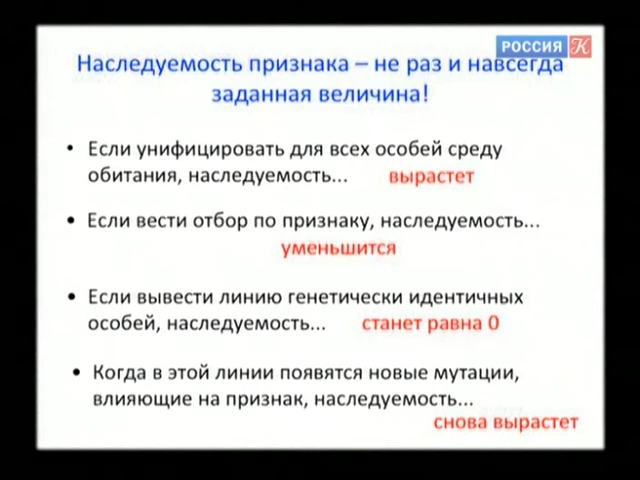 РОССИЯ К
Наследуемость признака – не раз и навсегда
заданная величина!
• Если унифицировать для всех особей среду
обитания, наследуемость... вырастет
• Если вести отбор по признаку, наследуемость...
уменьшится
• Если вывести линию генетически идентичных
особей, наследуемость... станет равна 0
• Когда в этой линии появятся новые мутации,
влияющие на признак, наследуемость...
снова вырастет